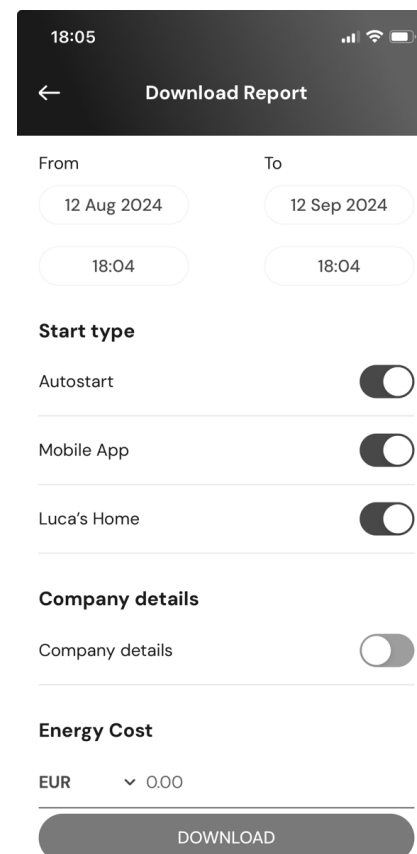 18:05
Download Report
From To
12 Aug 2024 12 Sep 2024
18:04 18:04
Start type
Autostart
Mobile App
Luca's Home
Company details
Company details
Energy Cost
EUR 0.00
DOWNLOAD